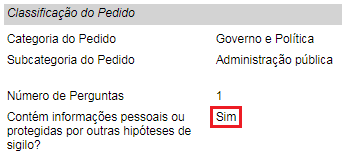 Classificação do Pedido
Categoria do Pedido Governo e Política
Subcategoria do Pedido Administração pública
Número de Perguntas 1
Contém informações pessoais ou Sim
protegidas por outras hipóteses de
sigilo?